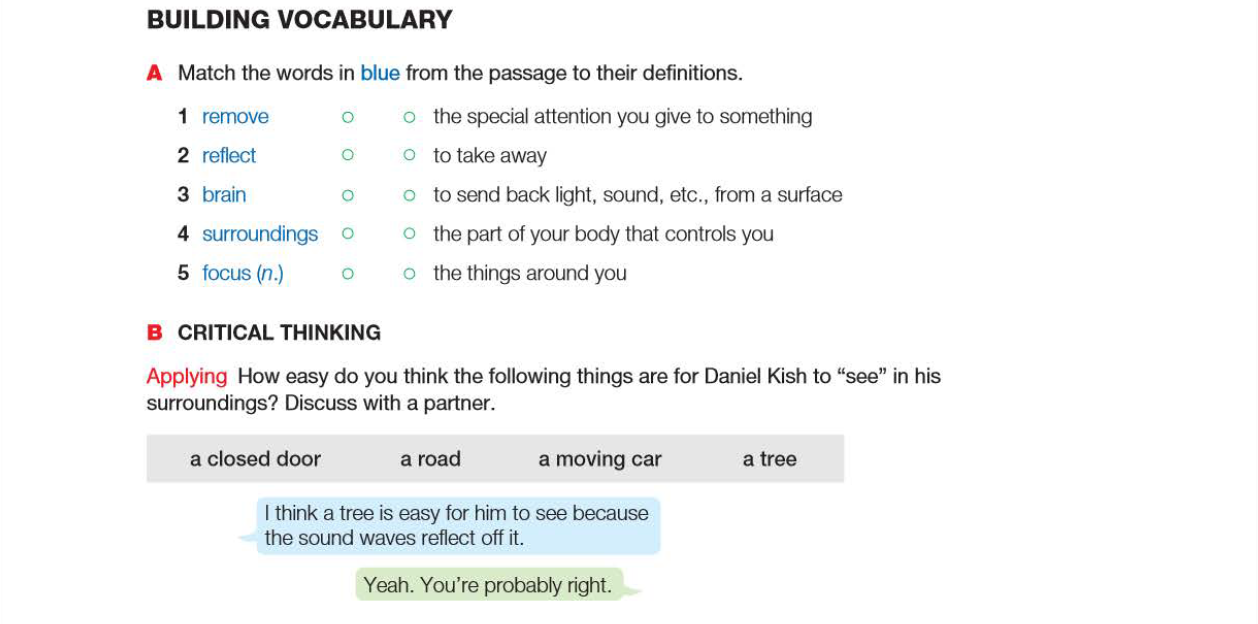 BUILDING VOCABULARY
A Match the words in blue from the passage to their definitions.
1 remove the special attention you give to something
2 reflect to take away
3 brain to send back light, sound, etc., from a surface
4 surroundings the part of your body that controls you
5 focus (n.) the things around you
B CRITICAL THINKING
Applying How easy do you think the following things are for Daniel Kish to “see” in his
surroundings? Discuss with a partner.
a closed door a road a moving car a tree
I think a tree is easy for him to see because
the sound waves reflect off it.
Yeah. You’re probably right.